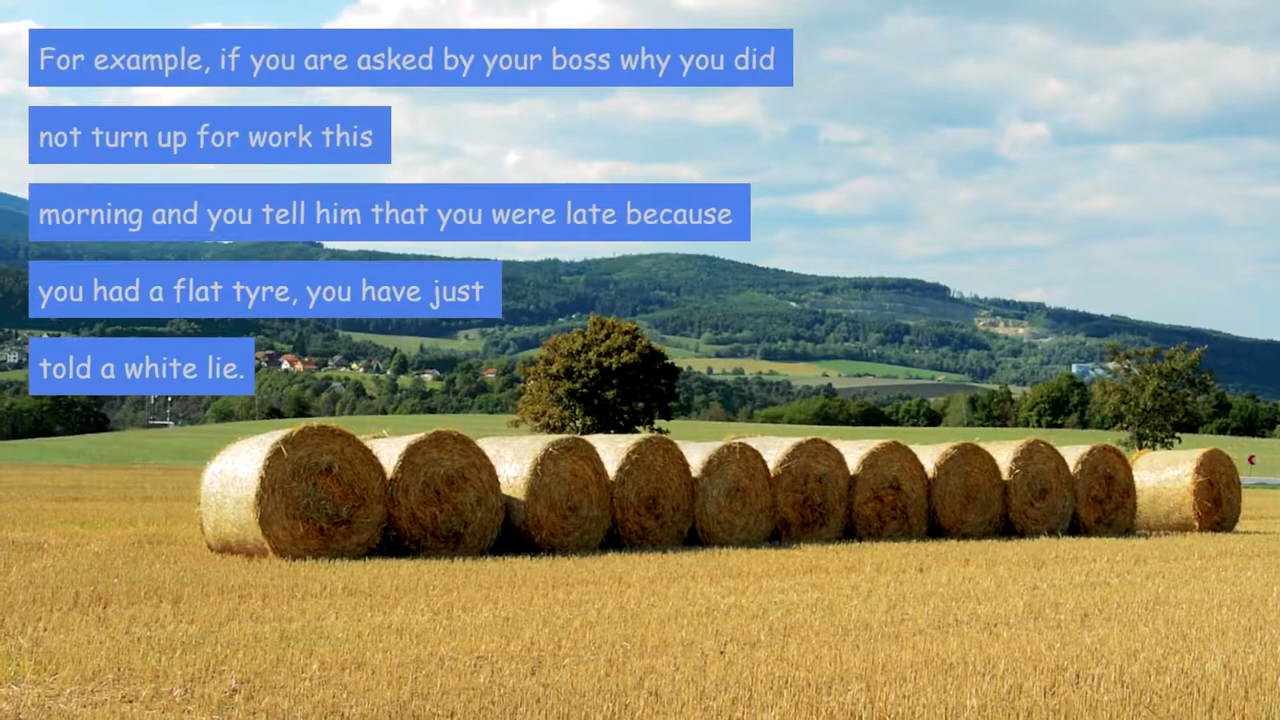 For example, if you are asked by your boss why you did
not turn up for work this
morning and you tell him that you were late because
you had a flat tyre, you have just
told a white lie.